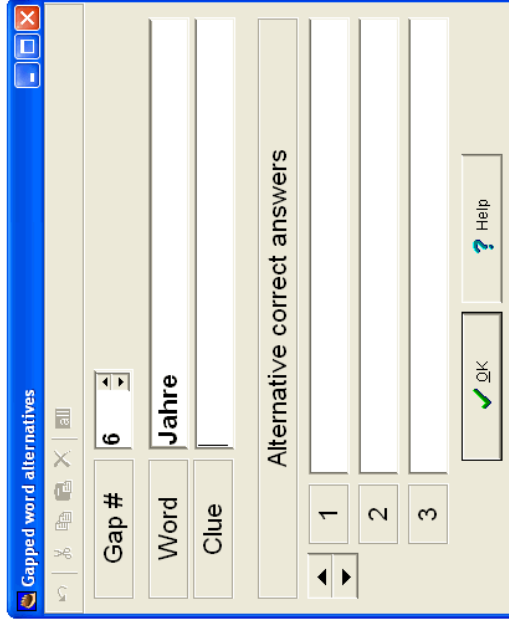 Gapped word alternatives
all
Gap # 6
Word Jahre
Clue
Alternative correct answers
1
2
3
OK ? Help